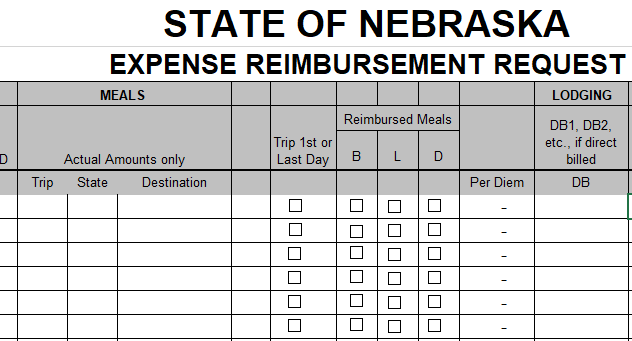 STATE OF NEBRASKA
EXPENSE REIMBURSEMENT REQUEST
MEALS LODGING
Reimbursed Meals
DB1, DB2,
etc., if direct
billed
Trip 1st or
Last Day
D Actual Amounts only B L D
Trip State Destination Per Diem DB
-
-
-
-
-
-